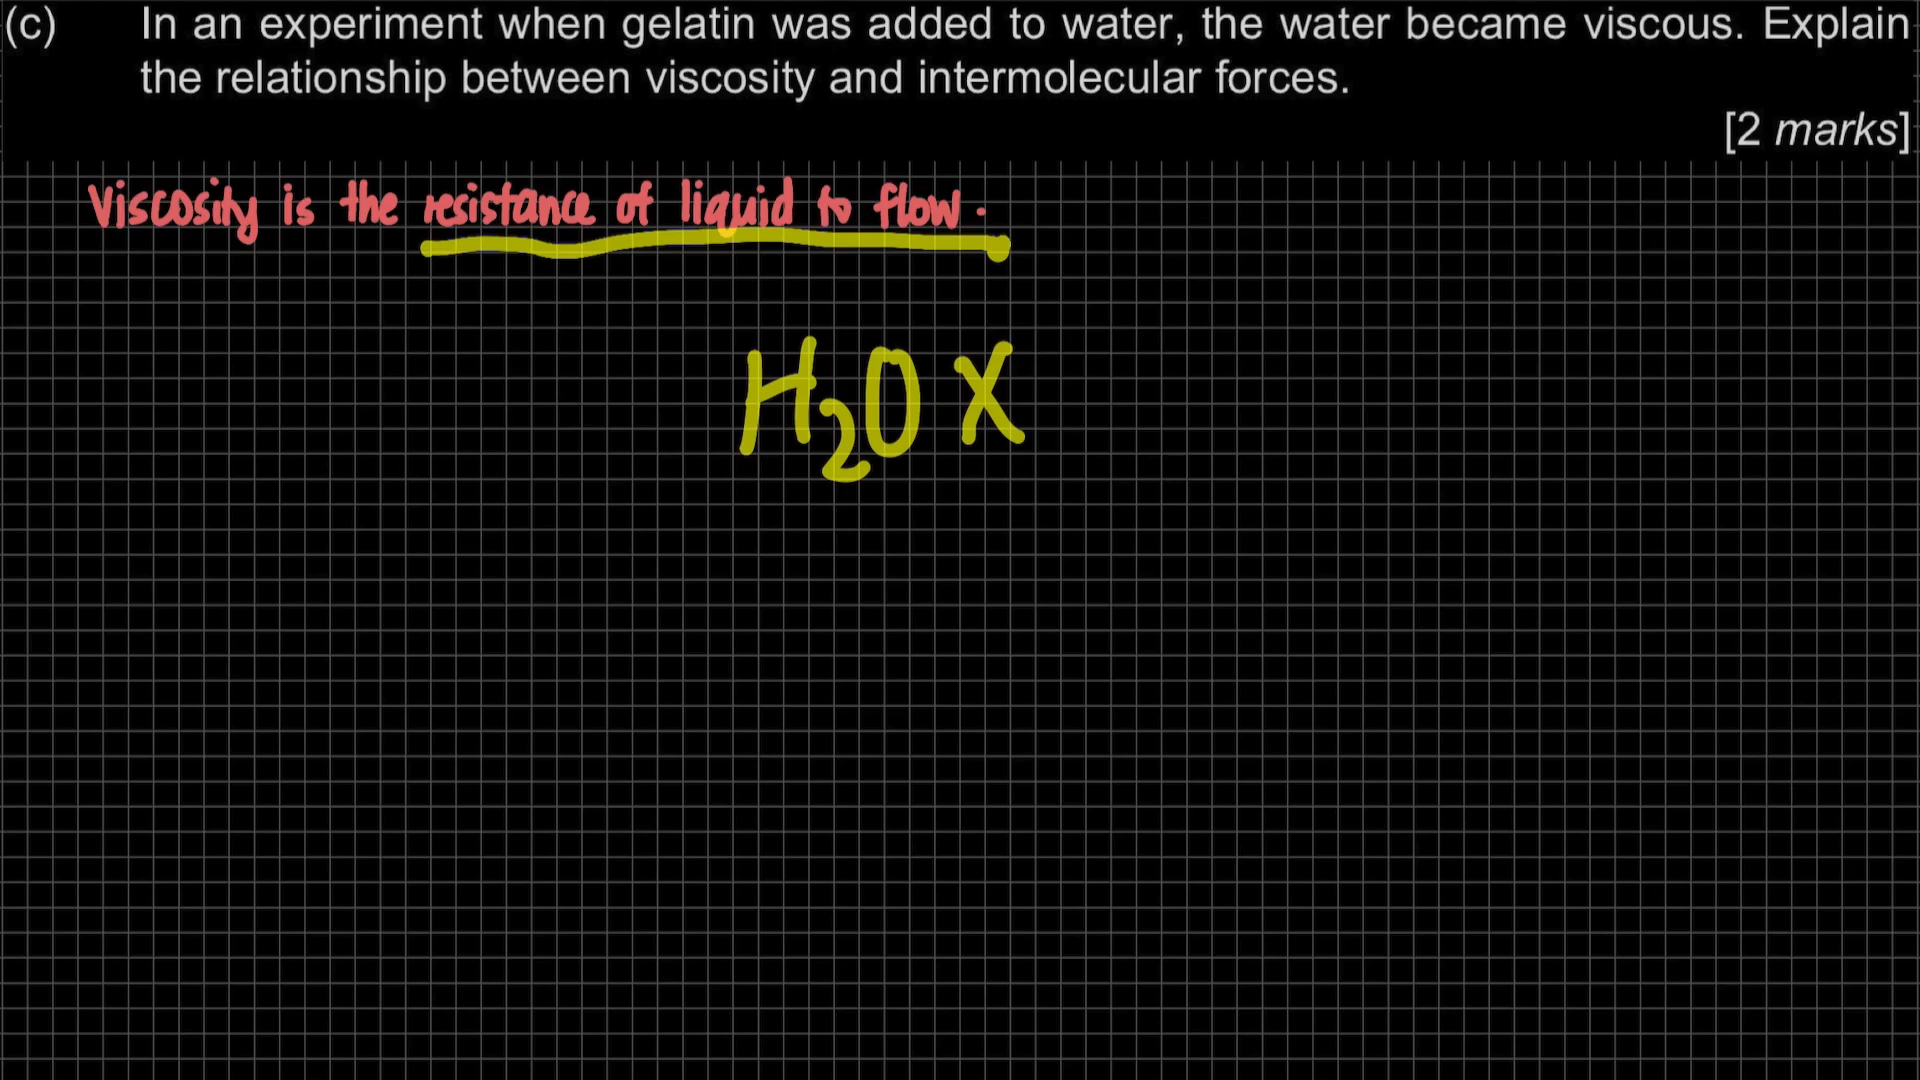 (c) In an experiment when gelatin was added to water, the water became viscous. Explain
the relationship between viscosity and intermolecular forces.
[2 marks]
Viscosity is the resistance of liquid to flow.
H₂O X